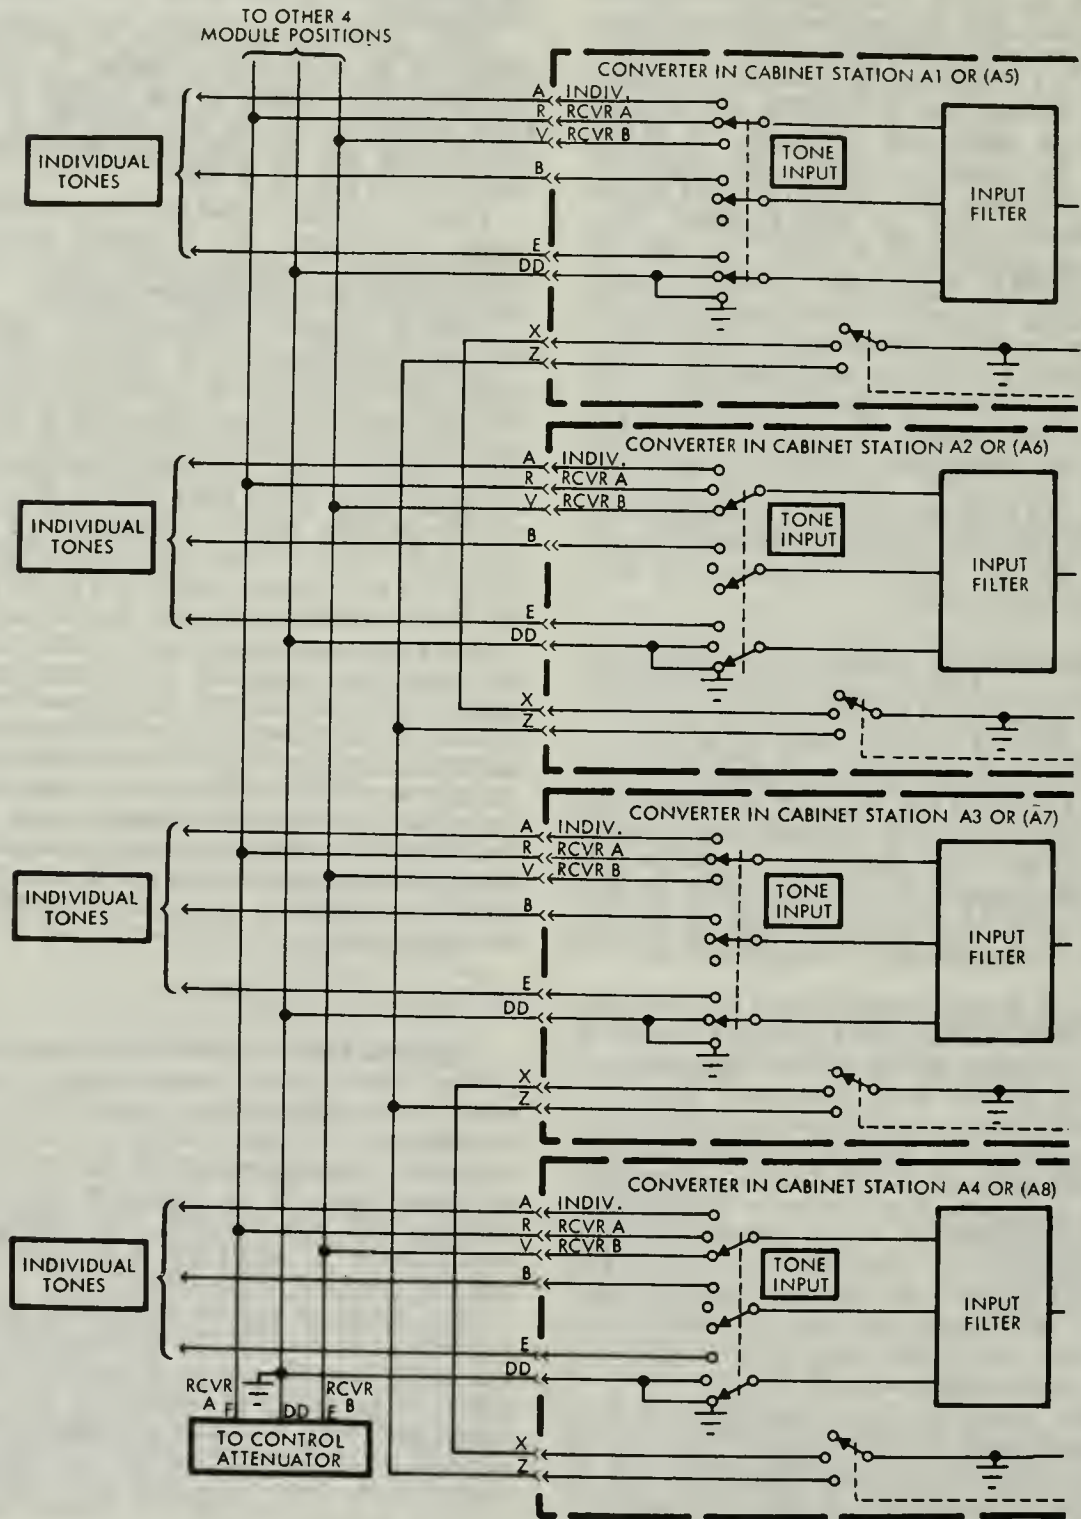 TO OTHER 4
MODULE POSITIONS
CONVERTER IN CABINET STATION A1 OR (A5)
A INDIV.
R RCVR A
V RCVR B
INDIVIDUAL
TONES
TONE
INPUT
B
INPUT
FILTER
E
DD
X
Z
CONVERTER IN CABINET STATION A2 OR (A6)
A INDIV.
R RCVR A
V RCVR B
INDIVIDUAL
TONES
TONE
INPUT
B
INPUT
FILTER
E
DD
X
Z
CONVERTER IN CABINET STATION A3 OR (A7)
A INDIV.
R RCVR A
V RCVR B
INDIVIDUAL
TONES
TONE
INPUT
B
INPUT
FILTER
E
DD
X
Z
CONVERTER IN CABINET STATION A4 OR (A8)
A INDIV.
R RCVR A
V RCVR B
INDIVIDUAL
TONES
TONE
INPUT
B
INPUT
FILTER
E
DD
RCVR
A
F
DD
E
RCVR
B
TO CONTROL
ATTENUATOR
X
Z